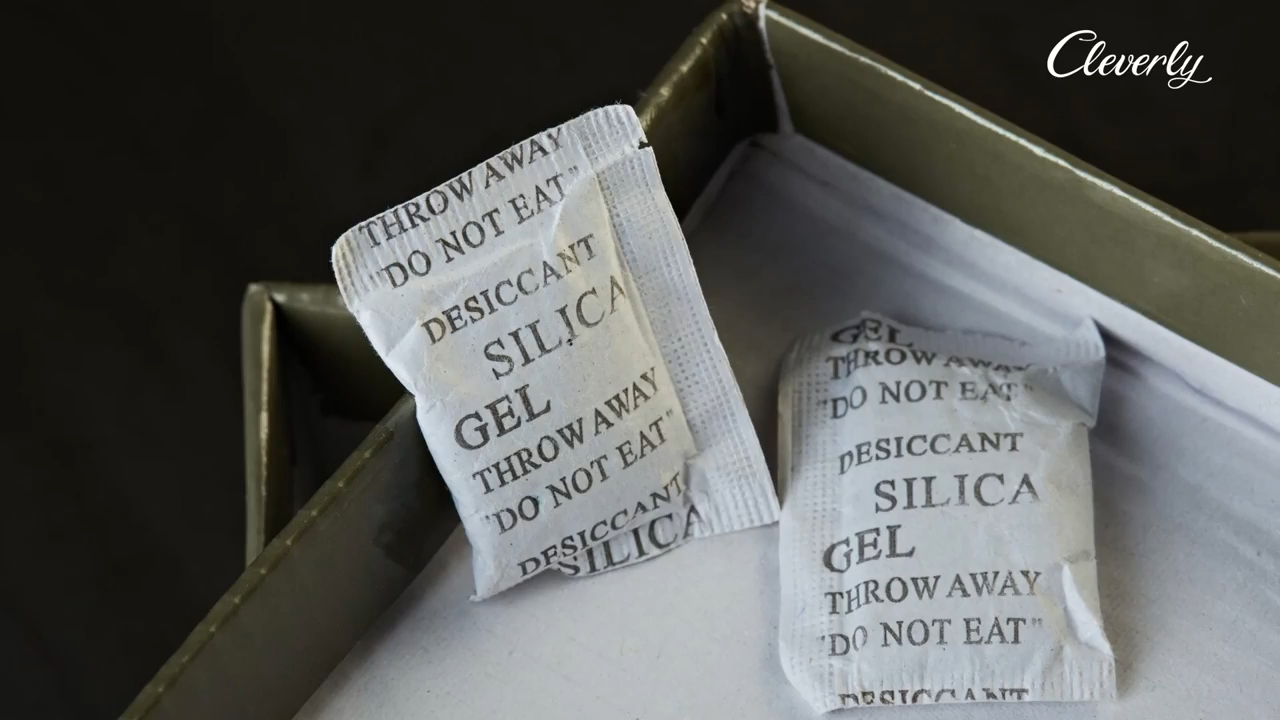 Cleverly
THROW AWAY
"DO NOT EAT"
DESICCANT
SILICA
GEL
THROW AWAY
"DO NOT EAT"
DESICCANT
SILICA
GEL
THROW AWAY
"DO NOT EAT"
DESICCANT
SILICA
GEL
THROW AWAY
"DO NOT EAT"
DESICCANT